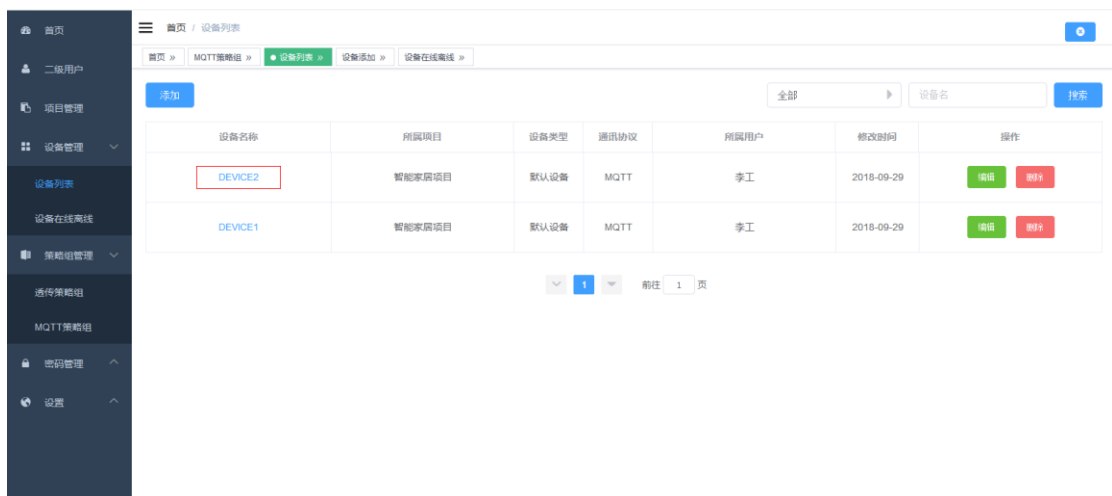 首页
二级用户
项目管理
设备管理
设备列表
设备在线离线
策略组管理
透传策略组
MQTT策略组
密码管理
设置
首页 / 设备列表
首页 » MQTT策略组 » 设备列表 » 设备添加 » 设备在线离线 »
添加 全部 设备名 搜索
设备名称 所属项目 设备类型 通讯协议 所属用户 修改时间 操作
DEVICE2 智能家居项目 默认设备 MQTT 李工 2018-09-29 编辑 删除
DEVICE1 智能家居项目 默认设备 MQTT 李工 2018-09-29 编辑 删除
1 前往 1 页